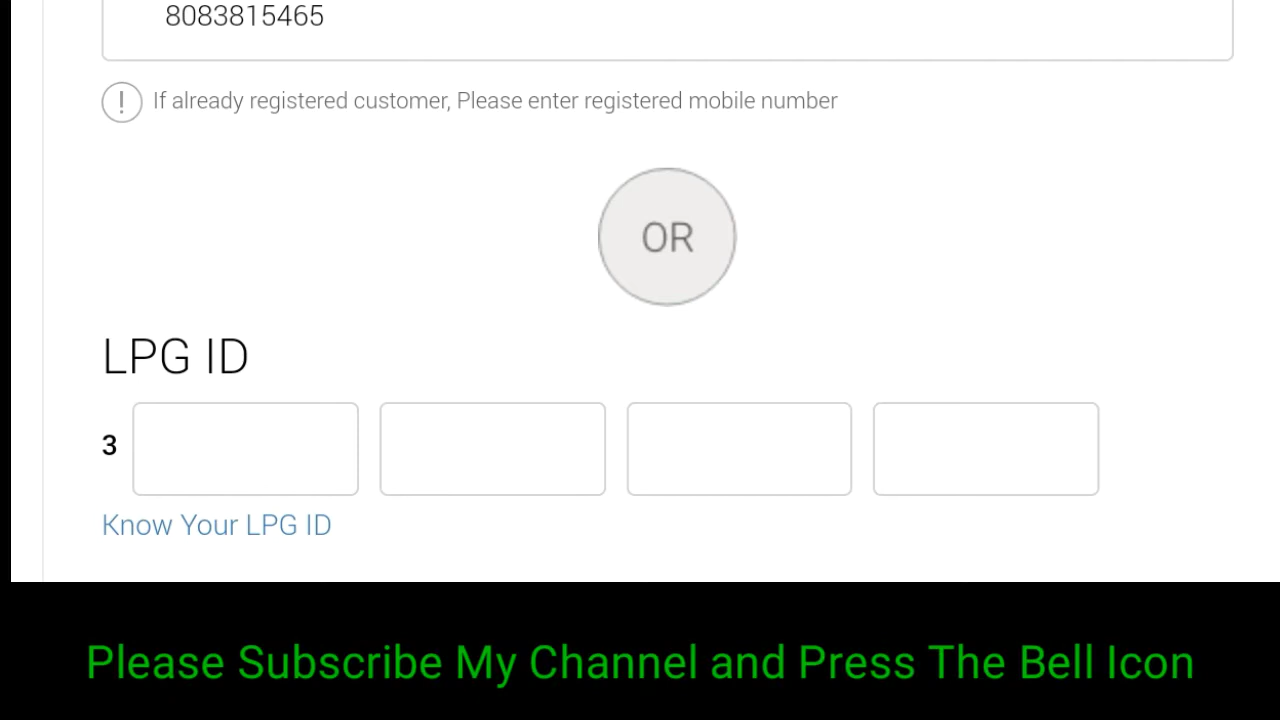 8083815465
! If already registered customer, Please enter registered mobile number
OR
LPG ID
3
Know Your LPG ID
Please Subscribe My Channel and Press The Bell Icon